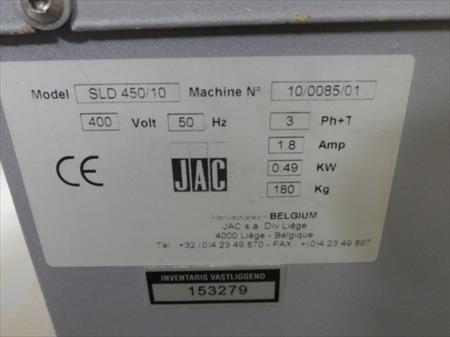 Model SLD 450/10 Machine N° 10/0085/01
400 Volt 50 Hz 3 Ph+T
1.8 Amp
0.49 KW
180 Kg
CE
JAC
Manufactured in BELGIUM
JAC s.a. Div Liège
4000 Liège - Belgique
Tél. +32 (0)4 23 49 870 - FAX +(0)4 23 49 897
INVENTARIS VASTLIGGEND
153279